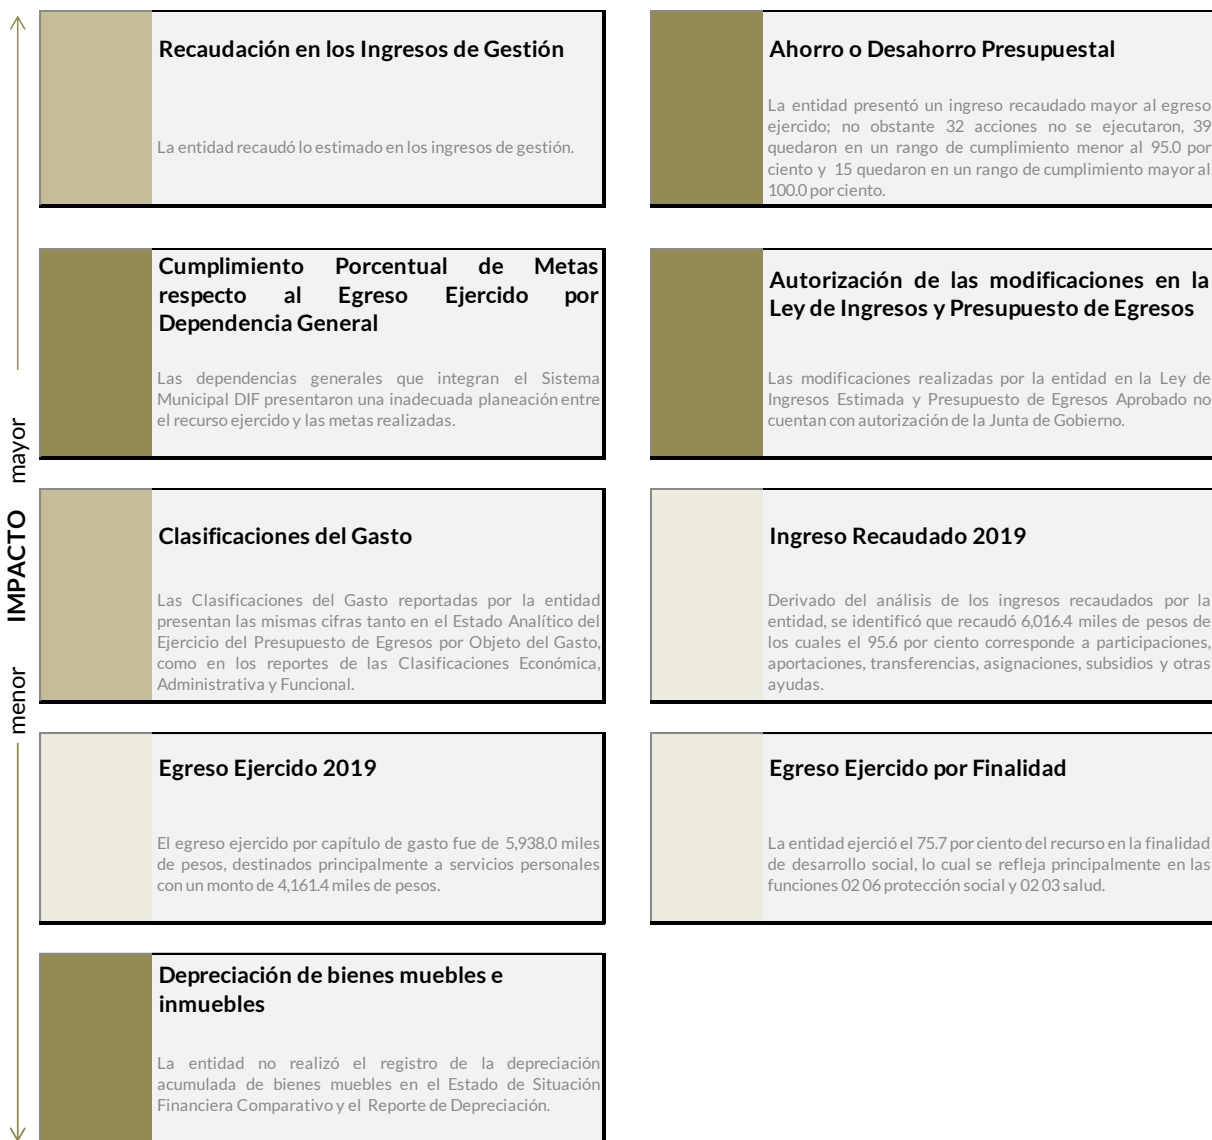 Recaudación en los Ingresos de Gestión
La entidad recaudó lo estimado en los ingresos de gestión.
Ahorro o Desahorro Presupuestal
La entidad presentó un ingreso recaudado mayor al egreso
ejercido; no obstante 32 acciones no se ejecutaron, 39
quedaron en un rango de cumplimiento menor al 95.0 por
ciento y 15 quedaron en un rango de cumplimiento mayor al
100.0 por ciento.
Cumplimiento Porcentual de Metas
respecto al Egreso Ejercido por
Dependencia General
Las dependencias generales que integran el Sistema
Municipal DIF presentaron una inadecuada planeación entre
el recurso ejercido y las metas realizadas.
Autorización de las modificaciones en la
Ley de Ingresos y Presupuesto de Egresos
Las modificaciones realizadas por la entidad en la Ley de
Ingresos Estimada y Presupuesto de Egresos Aprobado no
cuentan con autorización de la Junta de Gobierno.
menor IMPACTO mayor
Clasificaciones del Gasto
Las Clasificaciones del Gasto reportadas por la entidad
presentan las mismas cifras tanto en el Estado Analítico del
Ejercicio del Presupuesto de Egresos por Objeto del Gasto,
como en los reportes de las Clasificaciones Económica,
Administrativa y Funcional.
Ingreso Recaudado 2019
Derivado del análisis de los ingresos recaudados por la
entidad, se identificó que recaudó 6,016.4 miles de pesos de
los cuales el 95.6 por ciento corresponde a participaciones,
aportaciones, transferencias, asignaciones, subsidios y otras
ayudas.
Egreso Ejercido 2019
El egreso ejercido por capítulo de gasto fue de 5,938.0 miles
de pesos, destinados principalmente a servicios personales
con un monto de 4,161.4 miles de pesos.
Egreso Ejercido por Finalidad
La entidad ejerció el 75.7 por ciento del recurso en la finalidad
de desarrollo social, lo cual se refleja principalmente en las
funciones 02 06 protección social y 02 03 salud.
Depreciación de bienes muebles e
inmuebles
La entidad no realizó el registro de la depreciación
acumulada de bienes muebles en el Estado de Situación
Financiera Comparativo y el Reporte de Depreciación.